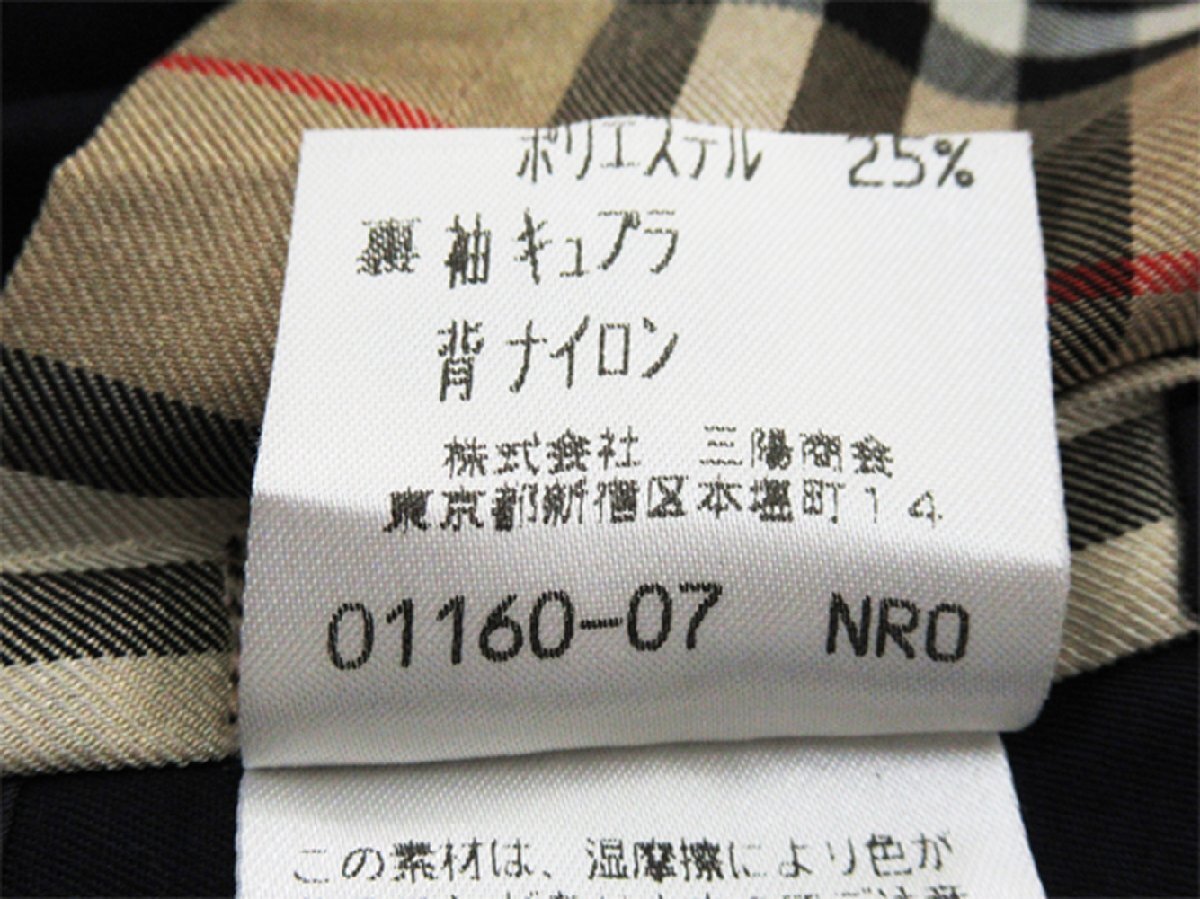 ポリエステル 25%
裏 袖 キュプラ
背 ナイロン
株式会社 三陽商会
東京都新宿区本塩町14
01160-07 NRO
この素材は、湿摩擦により色が